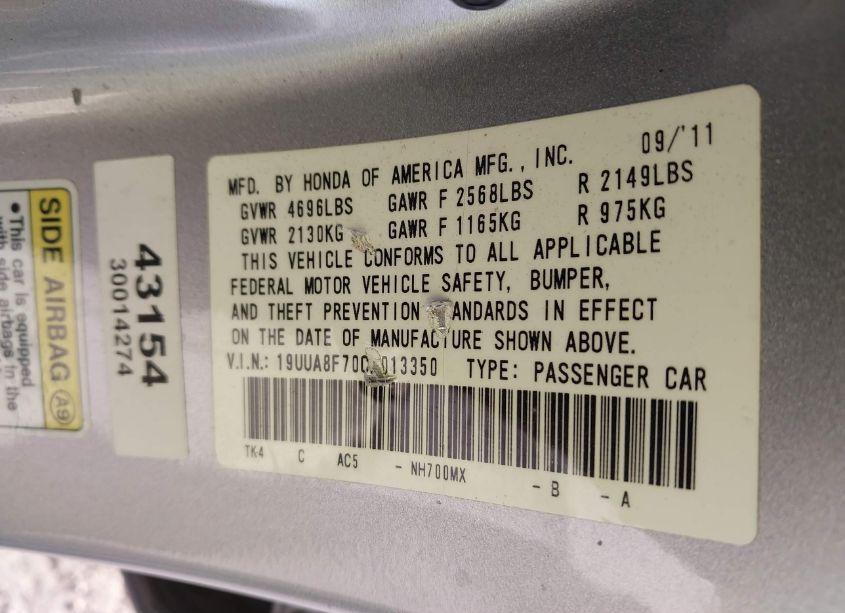 SIDE AIRBAG A9
•This car is equipped
with side airbags in the
43154
30014274
09/'11
MFD. BY HONDA OF AMERICA MFG., INC.
GVWR 4696LBS GAWR F 2568LBS R 2149LBS
GVWR 2130KG GAWR F 1165KG R 975KG
THIS VEHICLE CONFORMS TO ALL APPLICABLE
FEDERAL MOTOR VEHICLE SAFETY, BUMPER,
AND THEFT PREVENTION IN EFFECT
ON THE DATE OF MANUFACTURE SHOWN ABOVE.
V.I.N.: TYPE: PASSENGER CAR
TK4 C AC5 - NH700MX - B - A